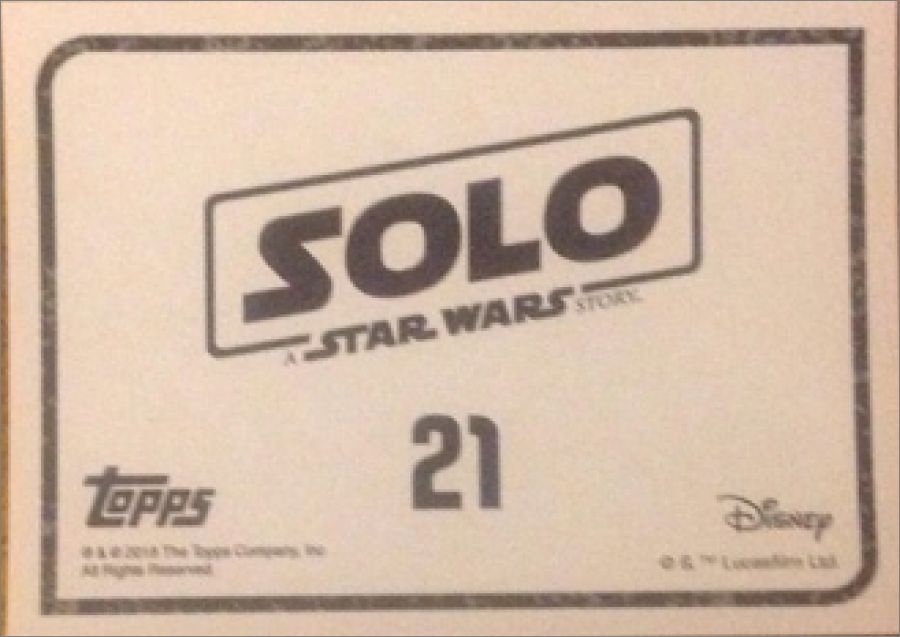 SOLO
A STAR WARS STORY.
21
topps
® & © 2018 The Topps Company, Inc.
All Rights Reserved.
Disney
© & ™ Lucasfilm Ltd.